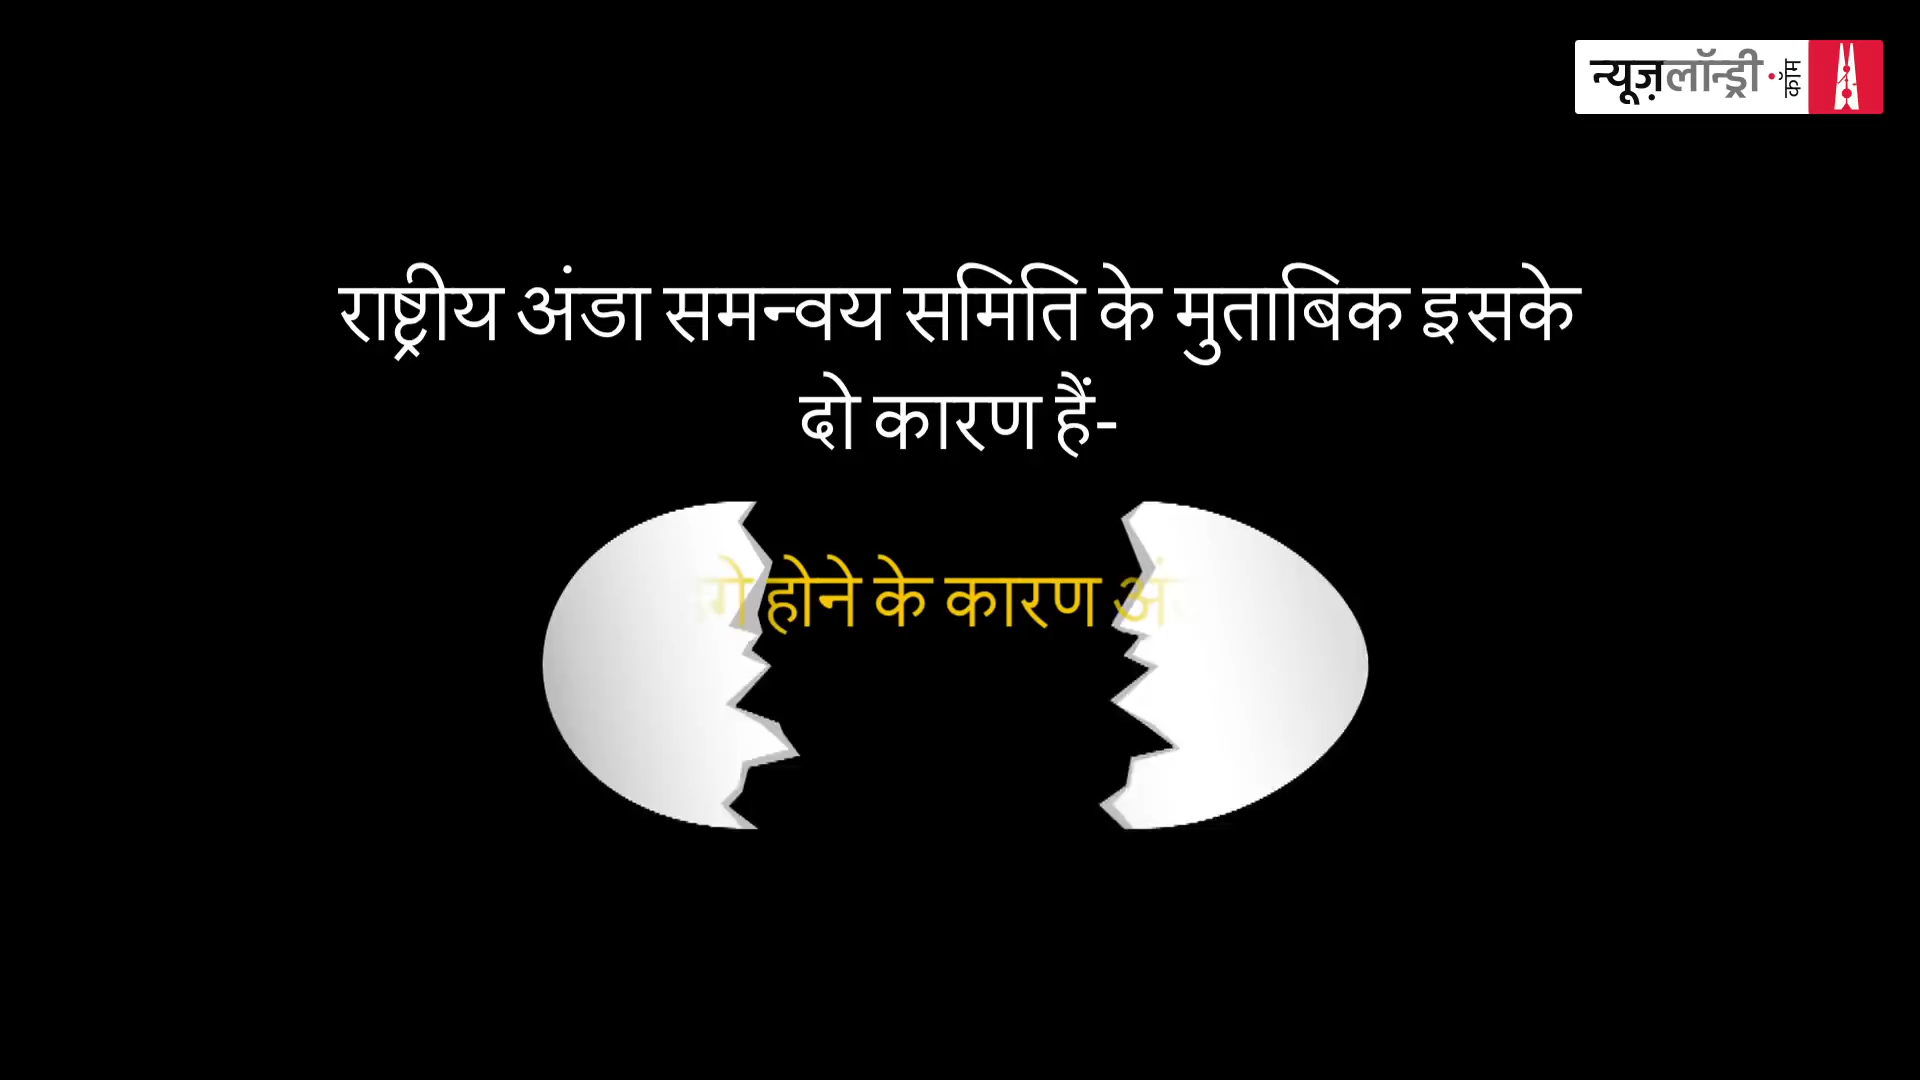 न्यूज़लॉन्ड्री.कॉम
राष्ट्रीय अंडा समन्वय समिति के मुताबिक इसके
दो कारण हैं-
होने के कारण